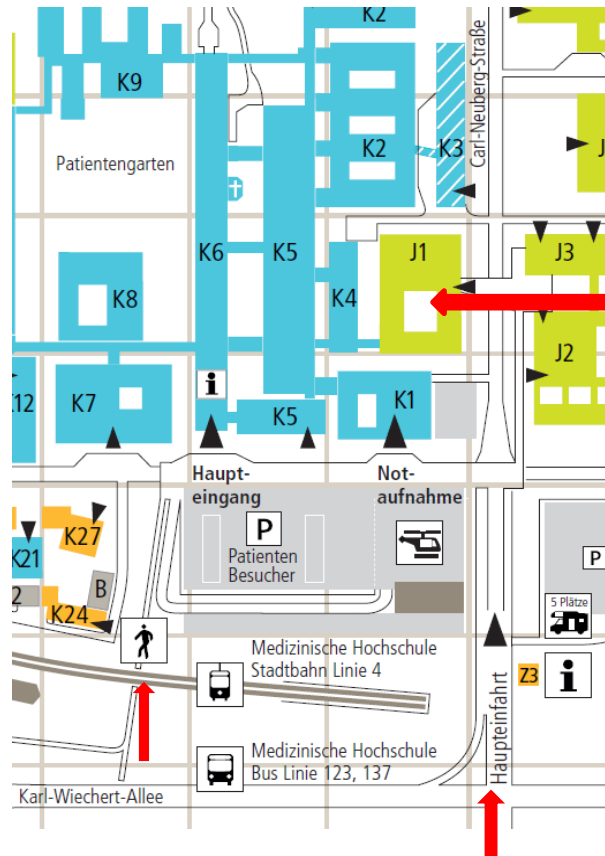 K2
K9
Carl-Neuberg-Straße
K2
K3
J
Patientengarten
K6
K5
J1
J3
K4
K8
J2
i
K12
K7
K5
K1
Haupt-
eingang
Not-
aufnahme
P
Patienten
Besucher
K27
K21
P
B
2
K24
5 Plätze
Medizinische Hochschule
Stadtbahn Linie 4
Z3
i
Haupteinfahrt
Medizinische Hochschule
Bus Linie 123, 137
Karl-Wiechert-Allee